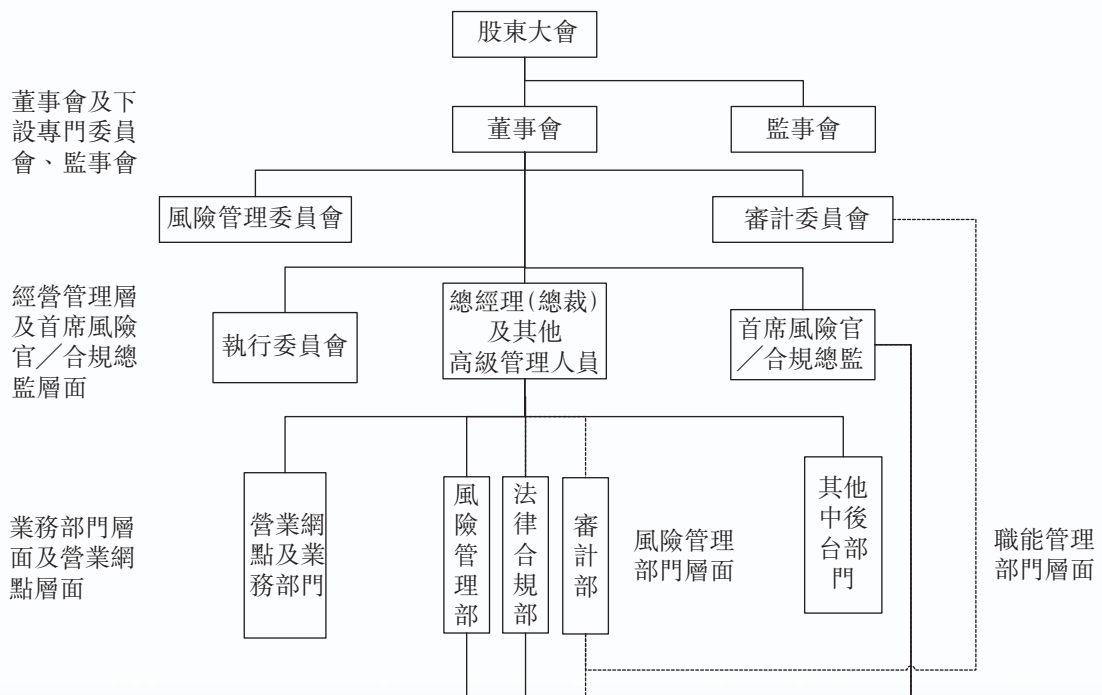 股東大會
董事會及下
設專門委員
會、監事會
董事會
監事會
風險管理委員會
審計委員會
經營管理層
及首席風險
官／合規總
監層面
執行委員會
總經理(總裁)
及其他
高級管理人員
首席風險官
／合規總監
業務部門層
面及營業網
點層面
營業網
點及業
務部門
風險管理部
法律合規部
審計部
風險管理
部門層面
其他
中後
台部
門
職能管理
部門層面